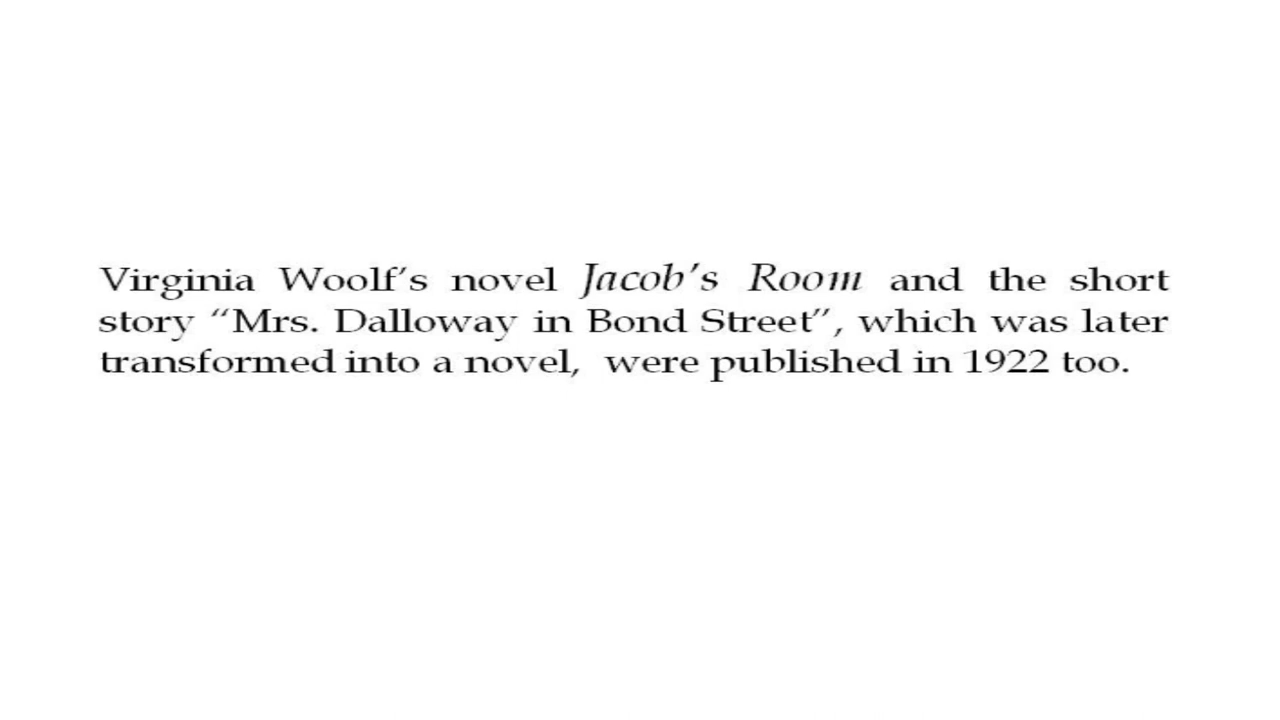 Virginia Woolf’s novel Jacob’s Room and the short
story “Mrs. Dalloway in Bond Street”, which was later
transformed into a novel,  were published in 1922 too.